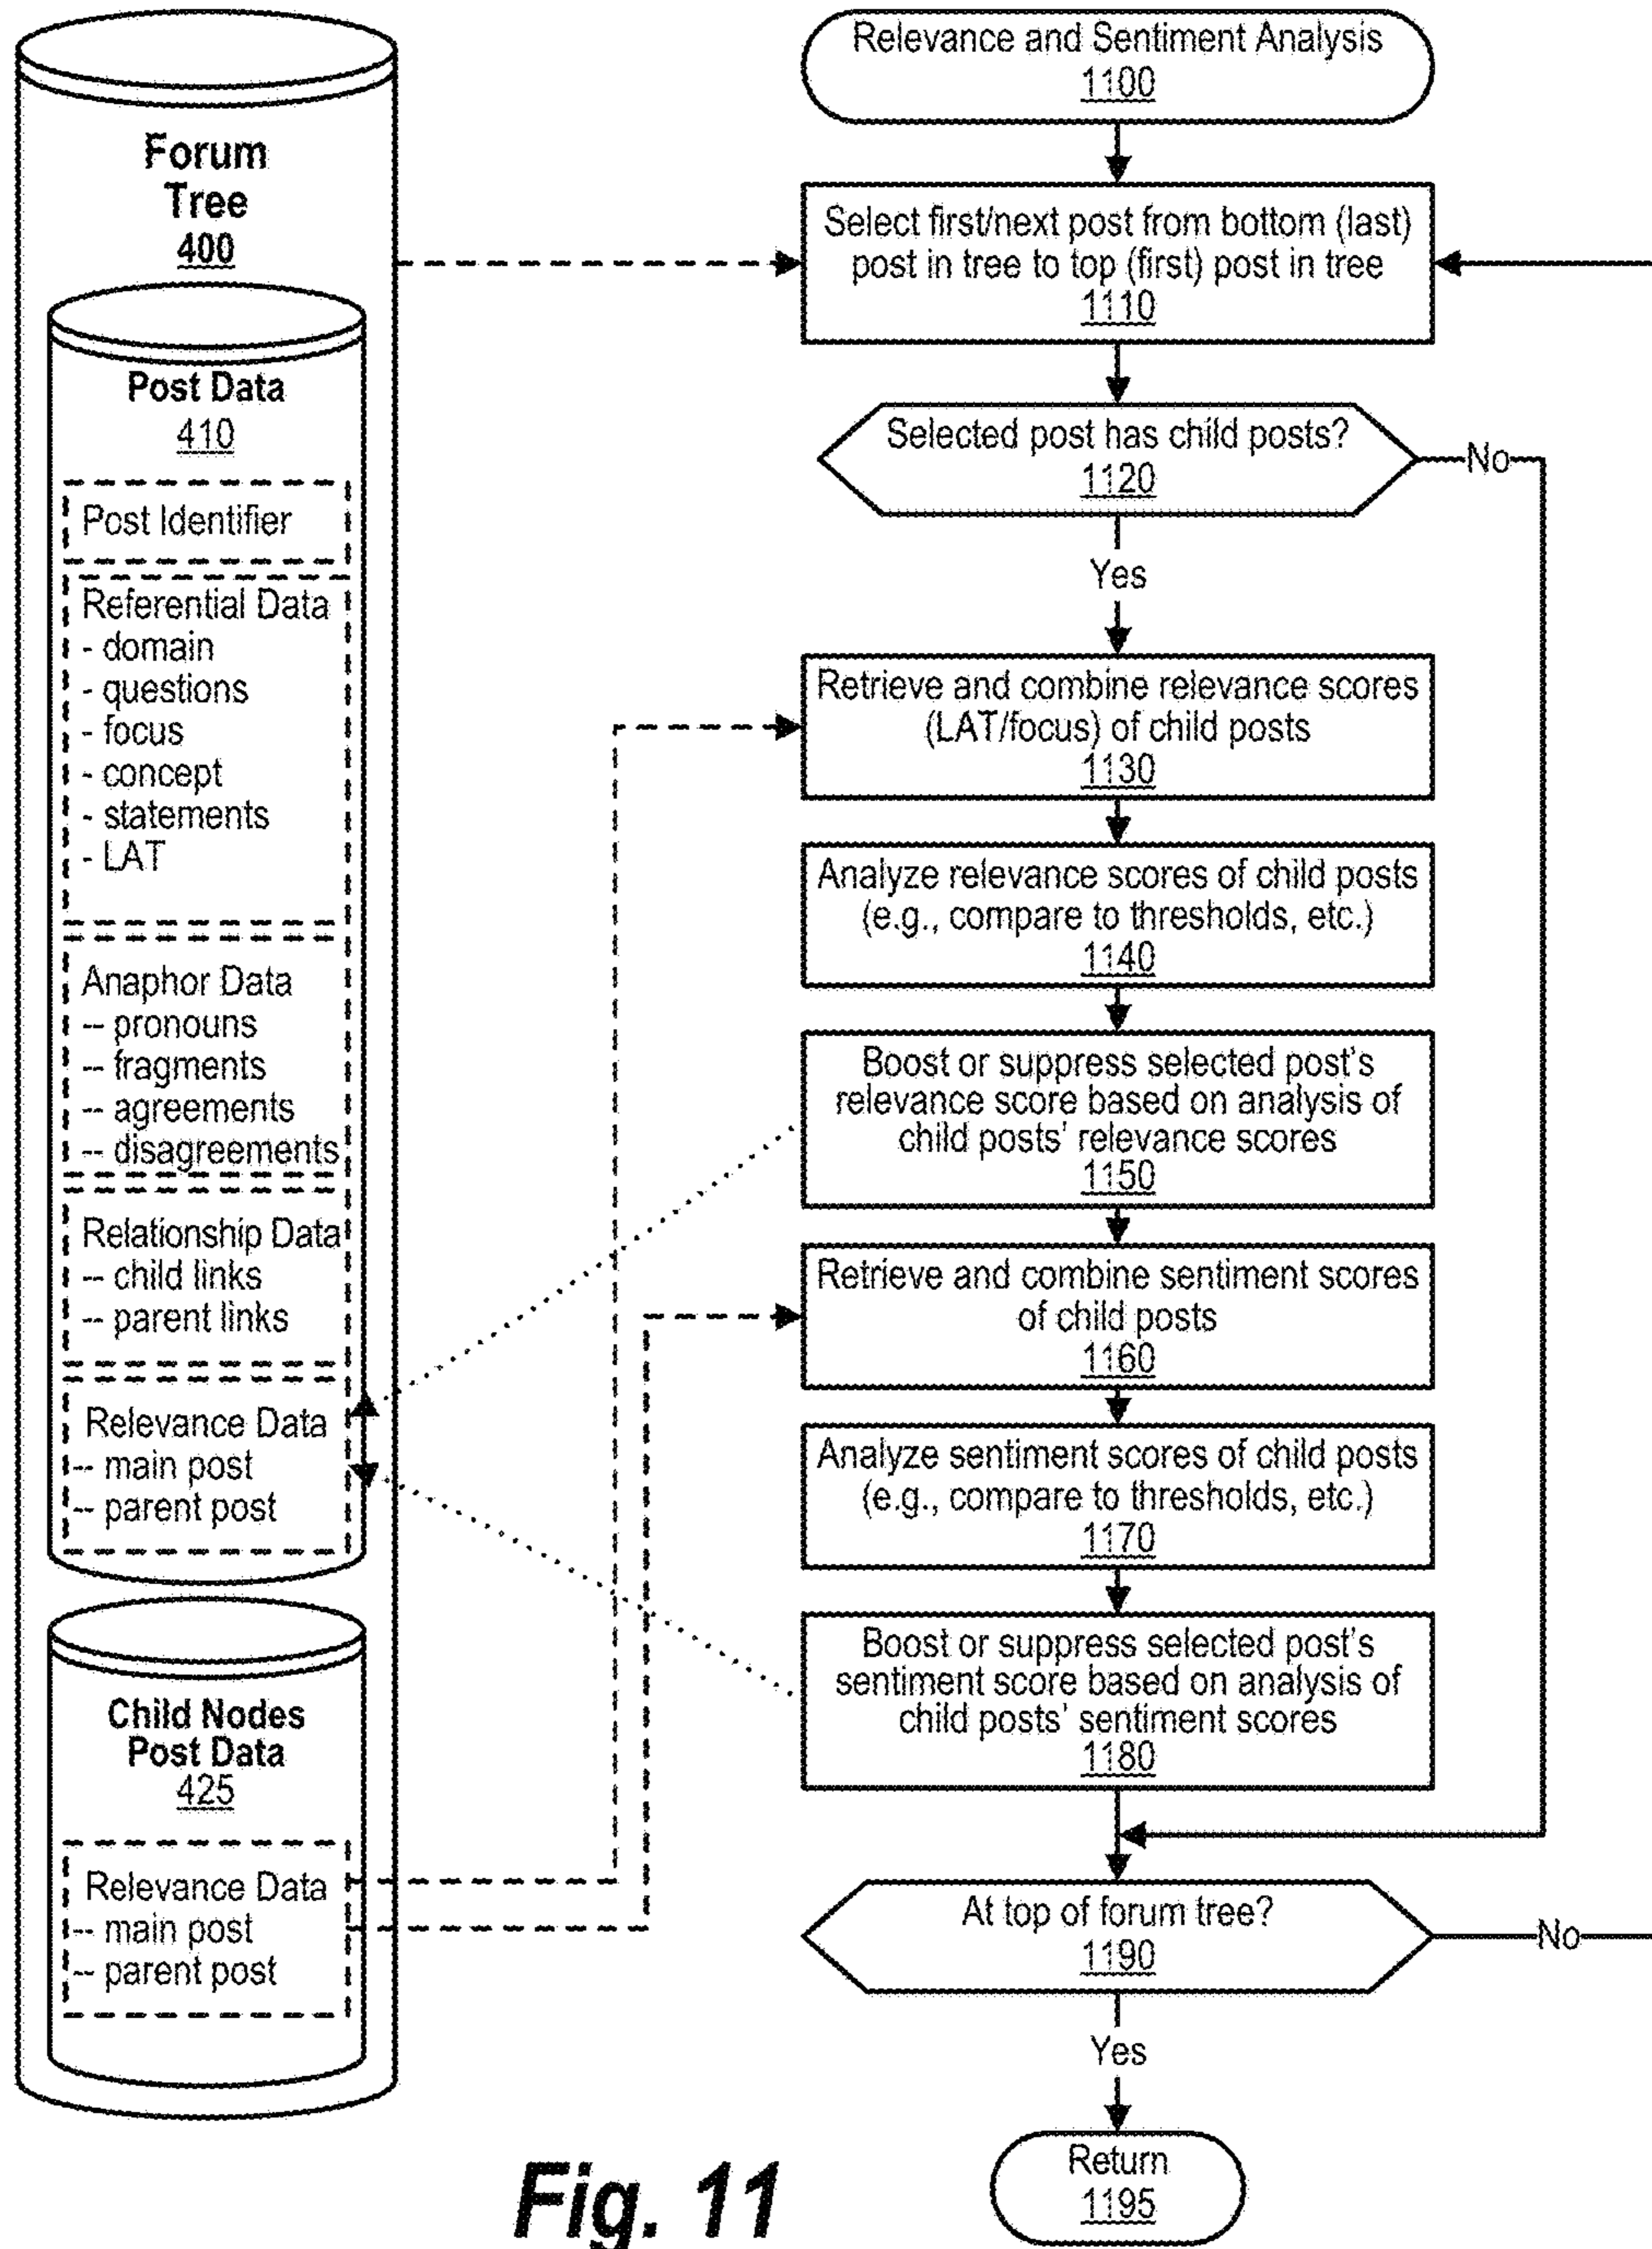 Forum
Tree
400
Post Data
410
Post Identifier
Referential Data
- domain
- questions
- focus
- concept
- statements
- LAT
Anaphor Data
-- pronouns
-- fragments
-- agreements
-- disagreements
Relationship Data
-- child links
-- parent links
Relevance Data
-- main post
-- parent post
Child Nodes
Post Data
425
Relevance Data
-- main post
-- parent post
Relevance and Sentiment Analysis
1100
Select first/next post from bottom (last)
post in tree to top (first) post in tree
1110
Selected post has child posts?
1120
No
Yes
Retrieve and combine relevance scores
(LAT/focus) of child posts
1130
Analyze relevance scores of child posts
(e.g., compare to thresholds, etc.)
1140
Boost or suppress selected post's
relevance score based on analysis of
child posts' relevance scores
1150
Retrieve and combine sentiment scores
of child posts
1160
Analyze sentiment scores of child posts
(e.g., compare to thresholds, etc.)
1170
Boost or suppress selected post's
sentiment score based on analysis of
child posts' sentiment scores
1180
At top of forum tree?
1190
No
Yes
Return
1195
Fig. 11